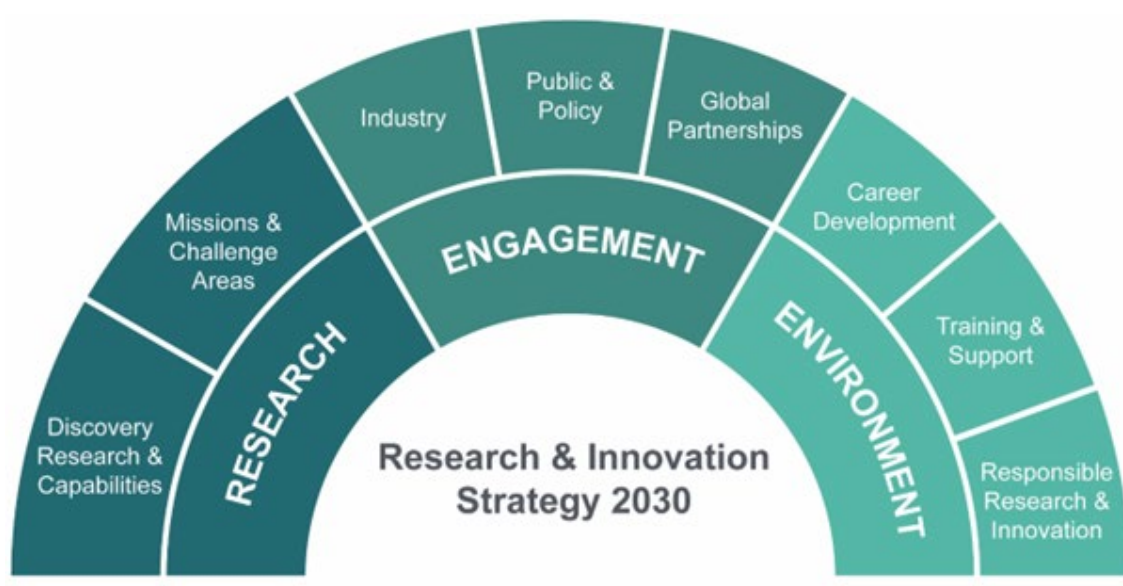 Discovery
Research &
Capabilities
Missions &
Challenge
Areas
RESEARCH
Industry
Public &
Policy
Global
Partnerships
ENGAGEMENT
Career
Development
Training &
Support
Responsible
Research &
Innovation
ENVIRONMENT
Research & Innovation
Strategy 2030